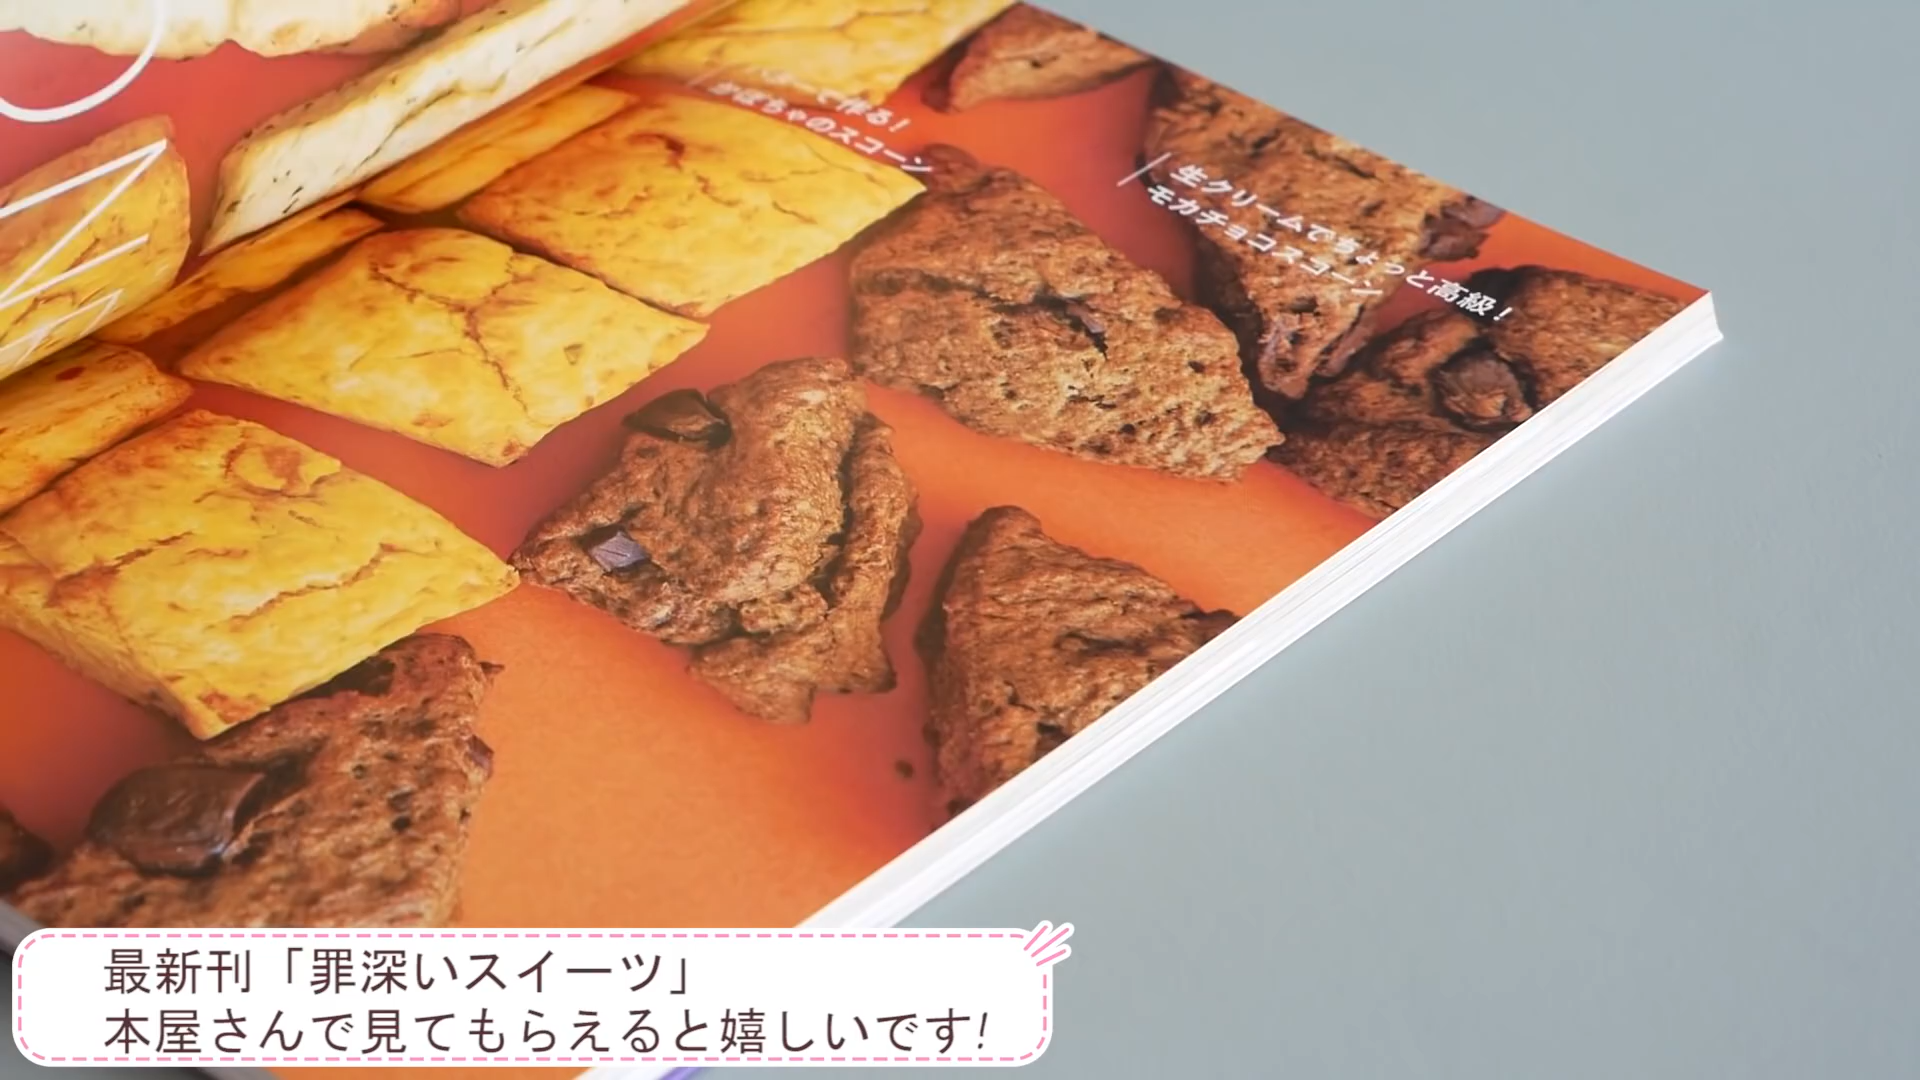 で作る!
かぼちゃのスコーン
生クリームでちょっと高級!
モカチョコスコーン
最新刊「罪深いスイーツ」
本屋さんで見てもらえると嬉しいです!